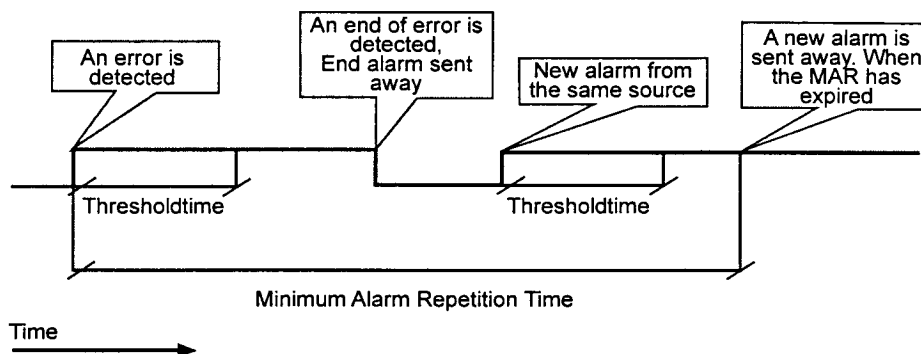 An error is
detected
An end of error is
detected,
End alarm sent
away
New alarm from
the same source
A new alarm is
sent away. When
the MAR has
expired
Thresholdtime
Thresholdtime
Minimum Alarm Repetition Time
Time